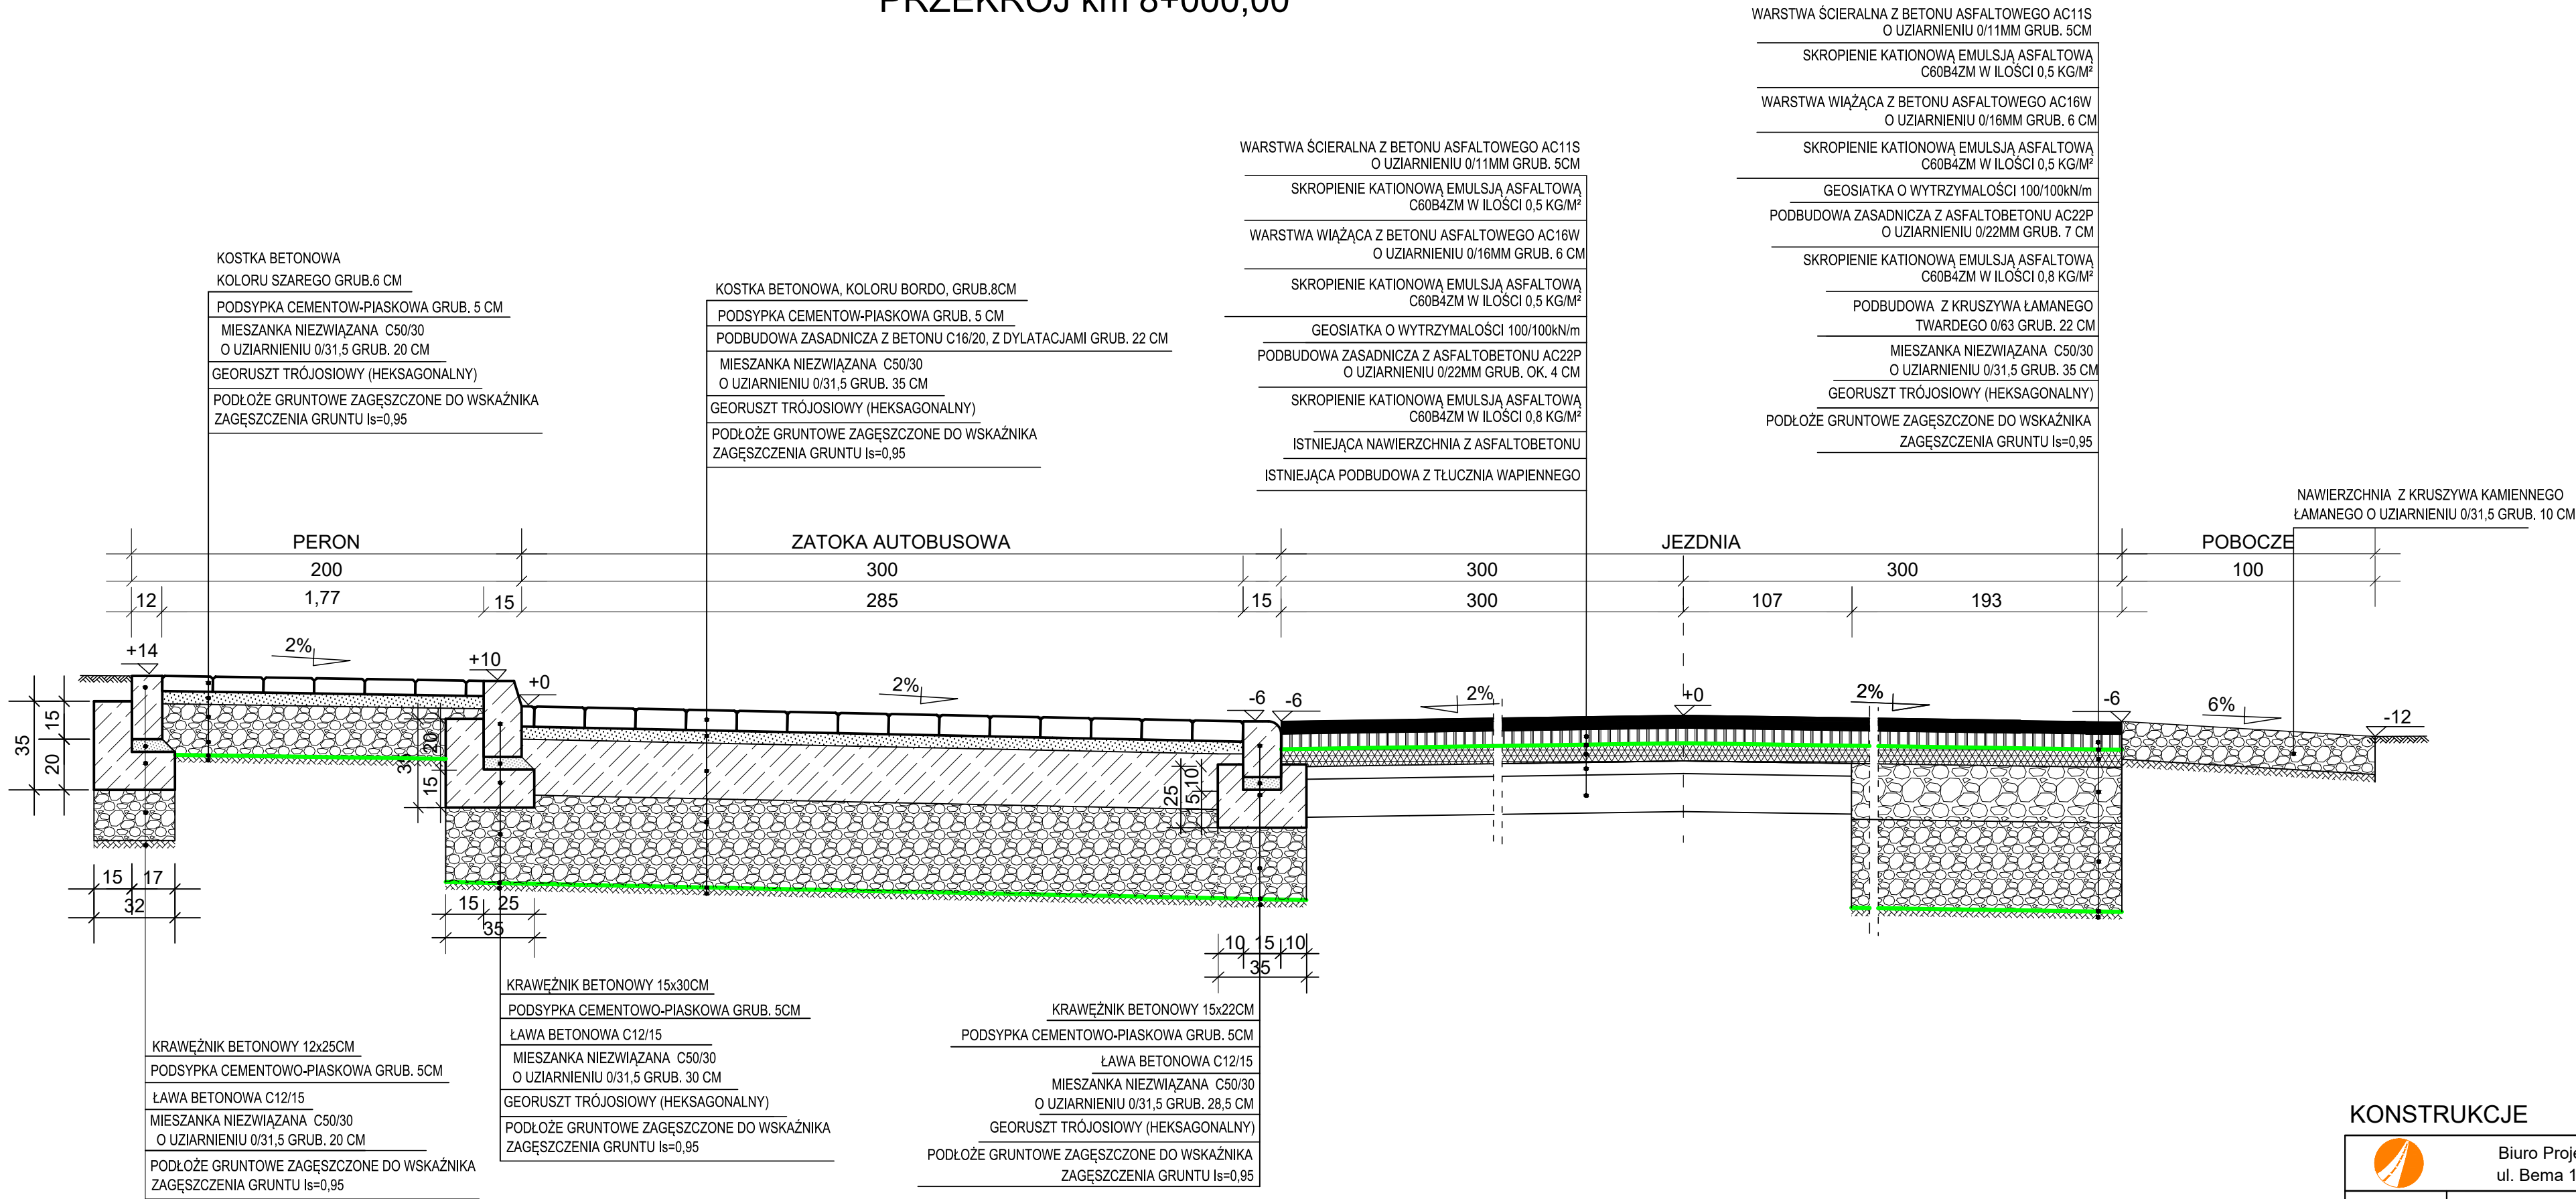 PRZEKRÓJ km 8+000,00
WARSTWA ŚCIERALNA Z BETONU ASFALTOWEGO AC11S
O UZIARNIENIU 0/11MM GRUB. 5CM
SKROPIENIE KATIONOWĄ EMULSJĄ ASFALTOWĄ
C60B4ZM W ILOŚCI 0,5 KG/M²
WARSTWA WIĄŻĄCA Z BETONU ASFALTOWEGO AC16W
O UZIARNIENIU 0/16MM GRUB. 6 CM
SKROPIENIE KATIONOWĄ EMULSJĄ ASFALTOWĄ
C60B4ZM W ILOŚCI 0,5 KG/M²
GEOSIATKA O WYTRZYMALOŚCI 100/100kN/m
PODBUDOWA ZASADNICZA Z ASFALTOBETONU AC22P
O UZIARNIENIU 0/22MM GRUB. 7 CM
SKROPIENIE KATIONOWĄ EMULSJĄ ASFALTOWĄ
C60B4ZM W ILOŚCI 0,8 KG/M²
PODBUDOWA Z KRUSZYWA ŁAMANEGO
TWARDEGO 0/63 GRUB. 22 CM
MIESZANKA NIEZWIĄZANA C50/30
O UZIARNIENIU 0/31,5 GRUB. 35 CM
GEORUSZT TRÓJOSIOWY (HEKSAGONALNY)
PODŁOŻE GRUNTOWE ZAGĘSZCZONE DO WSKAŹNIKA
ZAGĘSZCZENIA GRUNTU Is=0,95
WARSTWA ŚCIERALNA Z BETONU ASFALTOWEGO AC11S
O UZIARNIENIU 0/11MM GRUB. 5CM
SKROPIENIE KATIONOWĄ EMULSJĄ ASFALTOWĄ
C60B4ZM W ILOŚCI 0,5 KG/M²
WARSTWA WIĄŻĄCA Z BETONU ASFALTOWEGO AC16W
O UZIARNIENIU 0/16MM GRUB. 6 CM
SKROPIENIE KATIONOWĄ EMULSJĄ ASFALTOWĄ
C60B4ZM W ILOŚCI 0,5 KG/M²
GEOSIATKA O WYTRZYMALOŚCI 100/100kN/m
PODBUDOWA ZASADNICZA Z ASFALTOBETONU AC22P
O UZIARNIENIU 0/22MM GRUB. OK. 4 CM
SKROPIENIE KATIONOWĄ EMULSJĄ ASFALTOWĄ
C60B4ZM W ILOŚCI 0,8 KG/M²
ISTNIEJĄCA NAWIERZCHNIA Z ASFALTOBETONU
ISTNIEJĄCA PODBUDOWA Z TŁUCZNIA WAPIENNEGO
KOSTKA BETONOWA
KOLORU SZAREGO GRUB.6 CM
PODSYPKA CEMENTOW-PIASKOWA GRUB. 5 CM
MIESZANKA NIEZWIĄZANA C50/30
O UZIARNIENIU 0/31,5 GRUB. 20 CM
GEORUSZT TRÓJOSIOWY (HEKSAGONALNY)
PODŁOŻE GRUNTOWE ZAGĘSZCZONE DO WSKAŹNIKA
ZAGĘSZCZENIA GRUNTU Is=0,95
KOSTKA BETONOWA, KOLORU BORDO, GRUB.8CM
PODSYPKA CEMENTOW-PIASKOWA GRUB. 5 CM
PODBUDOWA ZASADNICZA Z BETONU C16/20, Z DYLATACJAMI GRUB. 22 CM
MIESZANKA NIEZWIĄZANA C50/30
O UZIARNIENIU 0/31,5 GRUB. 35 CM
GEORUSZT TRÓJOSIOWY (HEKSAGONALNY)
PODŁOŻE GRUNTOWE ZAGĘSZCZONE DO WSKAŹNIKA
ZAGĘSZCZENIA GRUNTU Is=0,95
NAWIERZCHNIA Z KRUSZYWA KAMIENNEGO
ŁAMANEGO O UZIARNIENIU 0/31,5 GRUB. 10 CM
PERON ZATOKA AUTOBUSOWA JEZDNIA POBOCZE
200 300 300 300 100
12 1,77 15 285 15 300 107 193
+14 2% +10 +0 2% -6 -6 2% +0 2% -6 6% -12
35 15 20
20 15
25 10 15
15 17
32
15 25
35
10 15 10
35
KRAWĘŻNIK BETONOWY 12x25CM
PODSYPKA CEMENTOWO-PIASKOWA GRUB. 5CM
ŁAWA BETONOWA C12/15
MIESZANKA NIEZWIĄZANA C50/30
O UZIARNIENIU 0/31,5 GRUB. 20 CM
PODŁOŻE GRUNTOWE ZAGĘSZCZONE DO WSKAŹNIKA
ZAGĘSZCZENIA GRUNTU Is=0,95
KRAWĘŻNIK BETONOWY 15x30CM
PODSYPKA CEMENTOWO-PIASKOWA GRUB. 5CM
ŁAWA BETONOWA C12/15
MIESZANKA NIEZWIĄZANA C50/30
O UZIARNIENIU 0/31,5 GRUB. 30 CM
GEORUSZT TRÓJOSIOWY (HEKSAGONALNY)
PODŁOŻE GRUNTOWE ZAGĘSZCZONE DO WSKAŹNIKA
ZAGĘSZCZENIA GRUNTU Is=0,95
KRAWĘŻNIK BETONOWY 15x22CM
PODSYPKA CEMENTOWO-PIASKOWA GRUB. 5CM
ŁAWA BETONOWA C12/15
MIESZANKA NIEZWIĄZANA C50/30
O UZIARNIENIU 0/31,5 GRUB. 28,5 CM
GEORUSZT TRÓJOSIOWY (HEKSAGONALNY)
PODŁOŻE GRUNTOWE ZAGĘSZCZONE DO WSKAŹNIKA
ZAGĘSZCZENIA GRUNTU Is=0,95
KONSTRUKCJE
Biuro Proje
ul. Bema 1